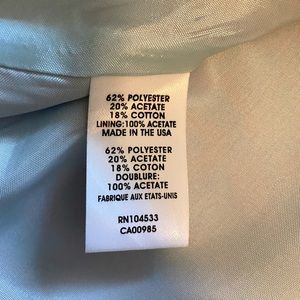 62% POLYESTER
20% ACETATE
18% COTTON
LINING:100% ACETATE
MADE IN THE USA
62% POLYESTER
20% ACETATE
18% COTON
DOUBLURE:
100% ACETATE
FABRIQUE AUX ETATS-UNIS
RN104533
CA00985